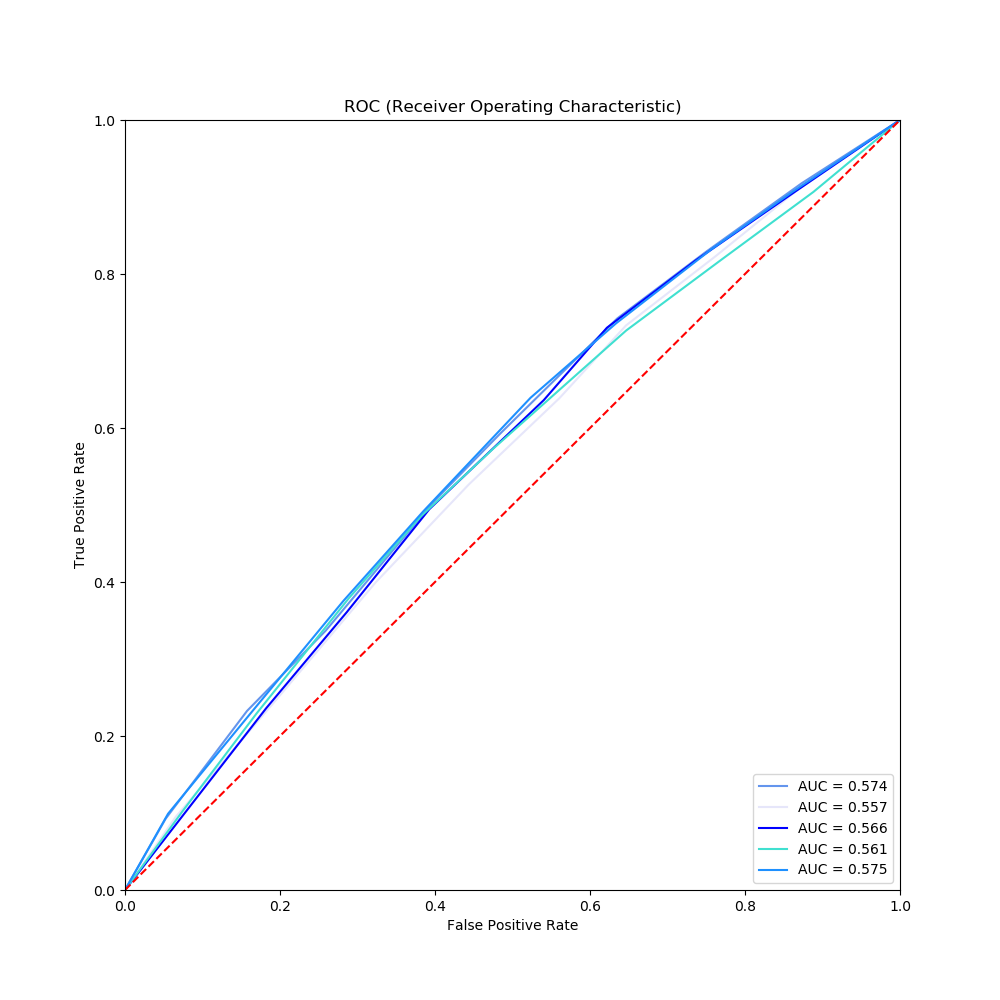 ROC (Receiver Operating Characteristic)
1.0
0.8
0.6
0.4
0.2
0.0
True Positive Rate
0.0 0.2 0.4 0.6 0.8 1.0
False Positive Rate
AUC = 0.574
AUC = 0.557
AUC = 0.566
AUC = 0.561
AUC = 0.575